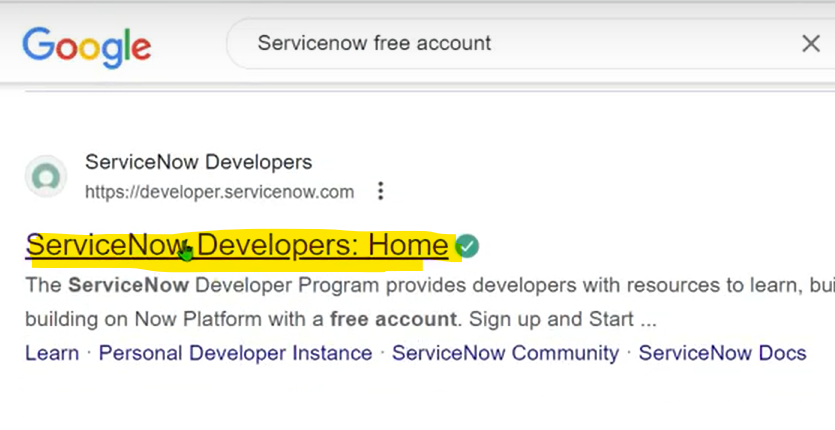 Google
Servicenow free account
ServiceNow Developers
https://developer.servicenow.com
ServiceNow Developers: Home
The ServiceNow Developer Program provides developers with resources to learn,
building on Now Platform with a free account. Sign up and Start ...
Learn · Personal Developer Instance · ServiceNow Community · ServiceNow Docs